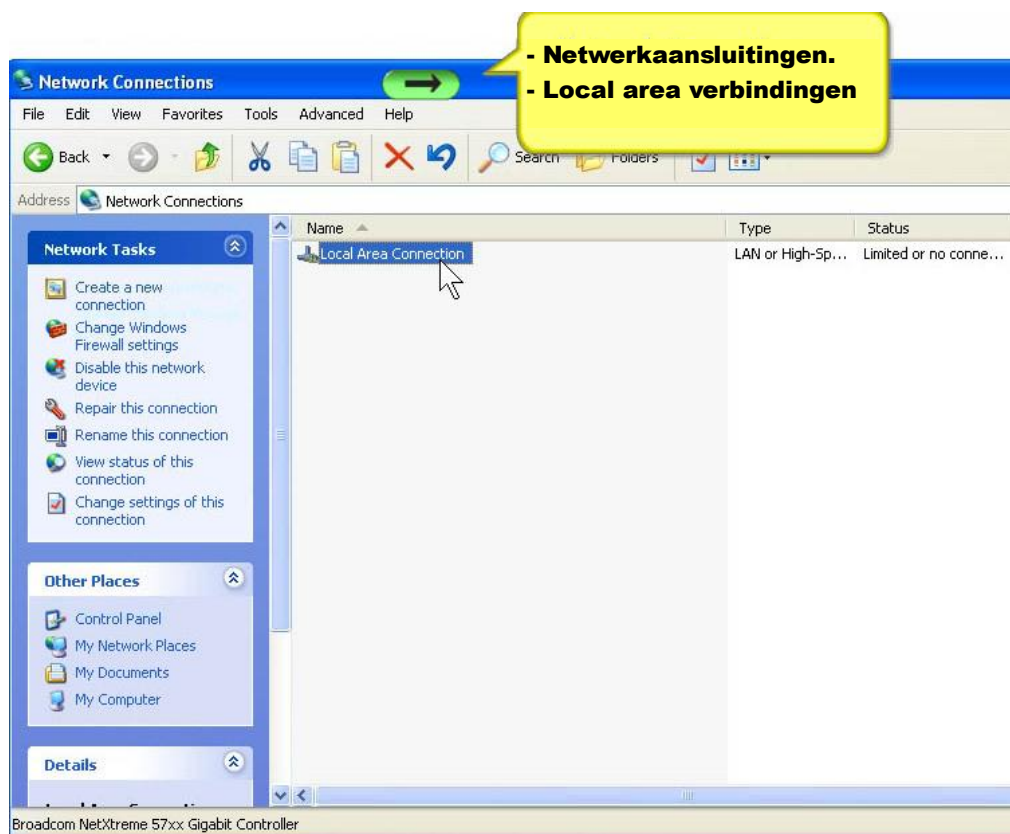 - Netwerkaansluitingen.
- Local area verbindingen
Network Connections
File Edit View Favorites Tools Advanced Help
Back Search Folders
Address Network Connections
Name Type Status
Local Area Connection LAN or High-Sp... Limited or no conne...
Network Tasks
Create a new
connection
Change Windows
Firewall settings
Disable this network
device
Repair this connection
Rename this connection
View status of this
connection
Change settings of this
connection
Other Places
Control Panel
My Network Places
My Documents
My Computer
Details
Broadcom NetXtreme 57xx Gigabit Controller